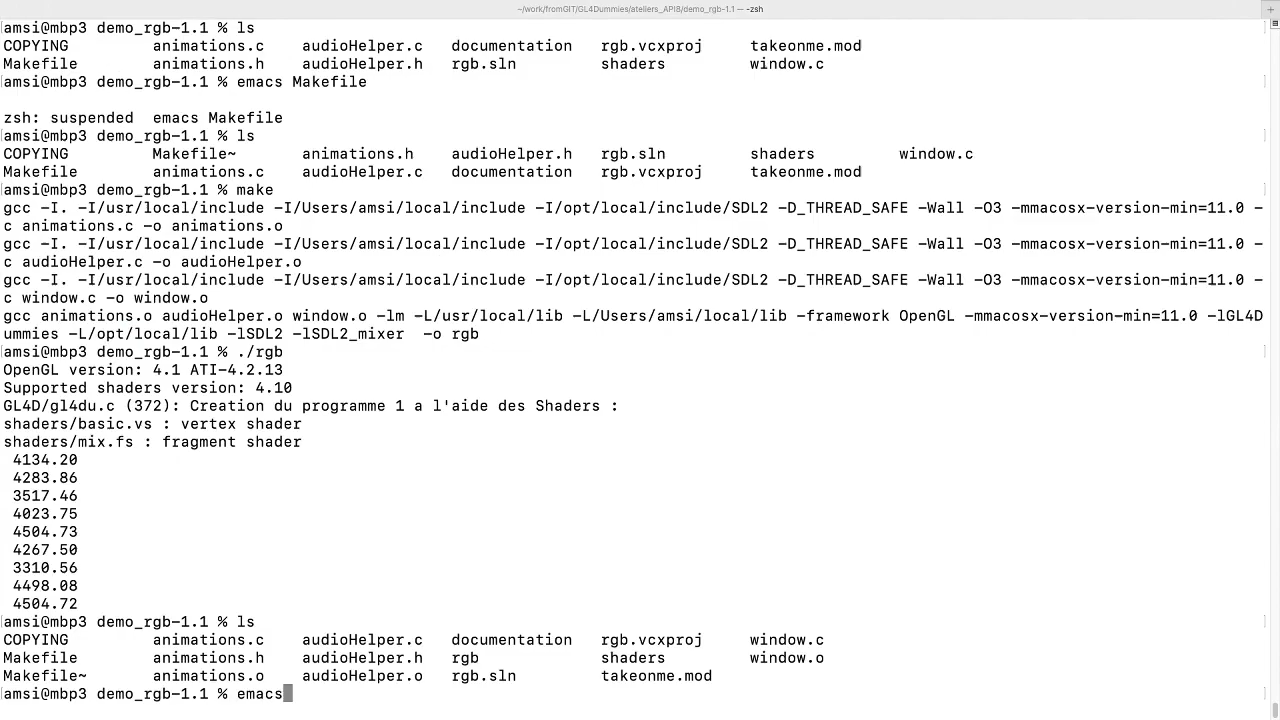 ~/work/fromGIT/GL4Dummies/ateliers_API8/demo_rgb-1.1 — -zsh
amsi@mbp3 demo_rgb-1.1 % ls
COPYING animations.c audioHelper.c documentation rgb.vcxproj takeonme.mod
Makefile animations.h audioHelper.h rgb.sln shaders window.c
amsi@mbp3 demo_rgb-1.1 % emacs Makefile
zsh: suspended  emacs Makefile
amsi@mbp3 demo_rgb-1.1 % ls
COPYING Makefile~ animations.h audioHelper.h rgb.sln shaders window.c
Makefile animations.c audioHelper.c documentation rgb.vcxproj takeonme.mod
amsi@mbp3 demo_rgb-1.1 % make
gcc -I. -I/usr/local/include -I/Users/amsi/local/include -I/opt/local/include/SDL2 -D_THREAD_SAFE -Wall -O3 -mmacosx-version-min=11.0 -
c animations.c -o animations.o
gcc -I. -I/usr/local/include -I/Users/amsi/local/include -I/opt/local/include/SDL2 -D_THREAD_SAFE -Wall -O3 -mmacosx-version-min=11.0 -
c audioHelper.c -o audioHelper.o
gcc -I. -I/usr/local/include -I/Users/amsi/local/include -I/opt/local/include/SDL2 -D_THREAD_SAFE -Wall -O3 -mmacosx-version-min=11.0 -
c window.c -o window.o
gcc animations.o audioHelper.o window.o -lm -L/usr/local/lib -L/Users/amsi/local/lib -framework OpenGL -mmacosx-version-min=11.0 -lGL4D
ummies -L/opt/local/lib -lSDL2 -lSDL2_mixer  -o rgb
amsi@mbp3 demo_rgb-1.1 % ./rgb
OpenGL version: 4.1 ATI-4.2.13
Supported shaders version: 4.10
GL4D/gl4du.c (372): Creation du programme 1 a l'aide des Shaders :
shaders/basic.vs : vertex shader
shaders/mix.fs : fragment shader
4134.20
4283.86
3517.46
4023.75
4504.73
4267.50
3310.56
4498.08
4504.72
amsi@mbp3 demo_rgb-1.1 % ls
COPYING animations.c audioHelper.c documentation rgb.vcxproj window.c
Makefile animations.h audioHelper.h rgb shaders window.o
Makefile~ animations.o audioHelper.o rgb.sln takeonme.mod
amsi@mbp3 demo_rgb-1.1 % emacs